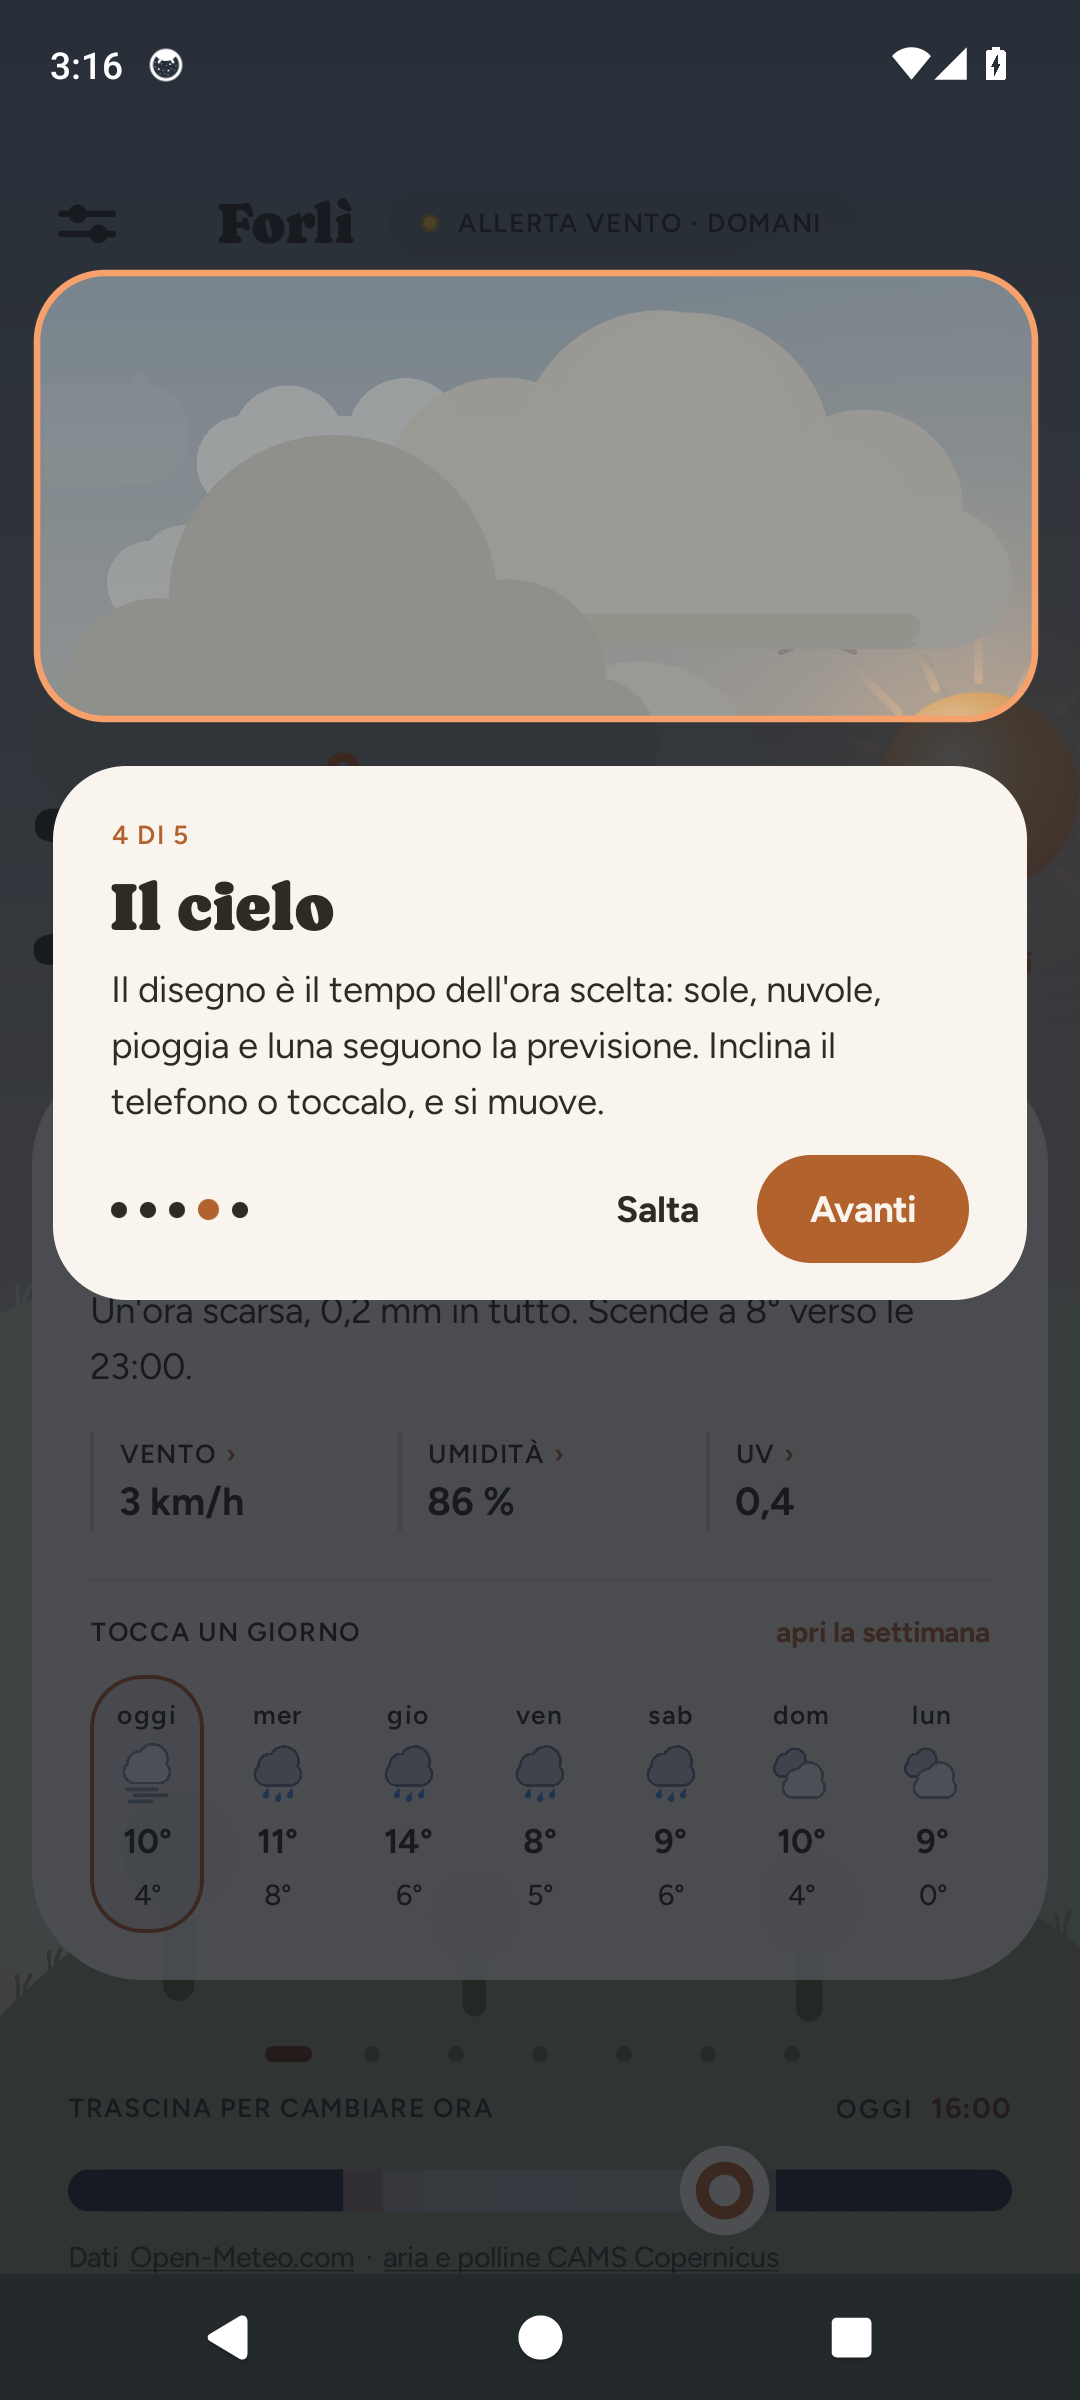 3:16
Forlì
ALLERTA VENTO · DOMANI
4 DI 5
Il cielo
Il disegno è il tempo dell'ora scelta: sole, nuvole,
pioggia e luna seguono la previsione. Inclina il
telefono o toccalo, e si muove.
Salta
Avanti
Un'ora scarsa, 0,2 mm in tutto. Scende a 8° verso le
23:00.
VENTO ›
UMIDITÀ ›
UV ›
3 km/h
86 %
0,4
TOCCA UN GIORNO
apri la settimana
oggi mer gio ven sab dom lun
10° 11° 14° 8° 9° 10° 9°
4° 8° 6° 5° 6° 4° 0°
TRASCINA PER CAMBIARE ORA
OGGI 16:00
Dati Open-Meteo.com · aria e polline CAMS Copernicus